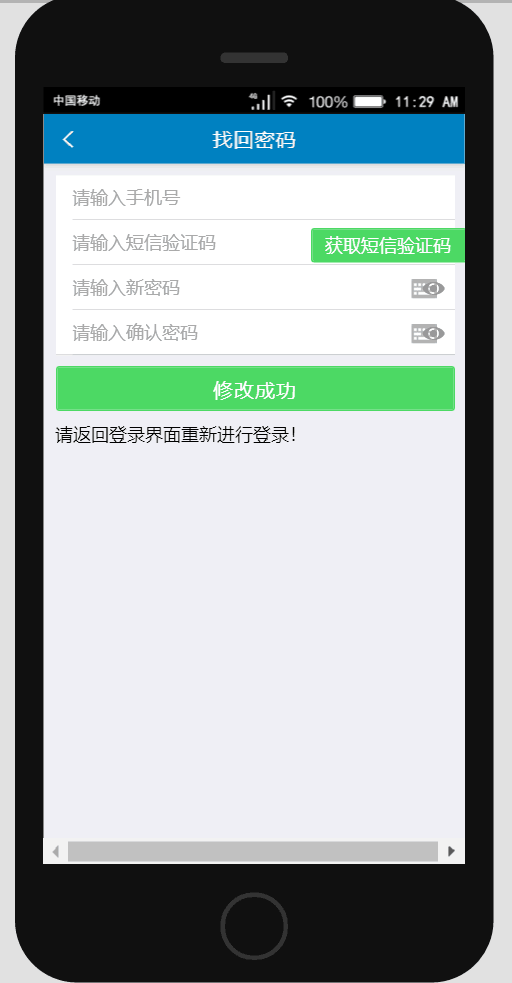 中国移动 4G 100% 11:29 AM
找回密码
请输入手机号
请输入短信验证码 获取短信验证码
请输入新密码
请输入确认密码
修改成功
请返回登录界面重新进行登录!